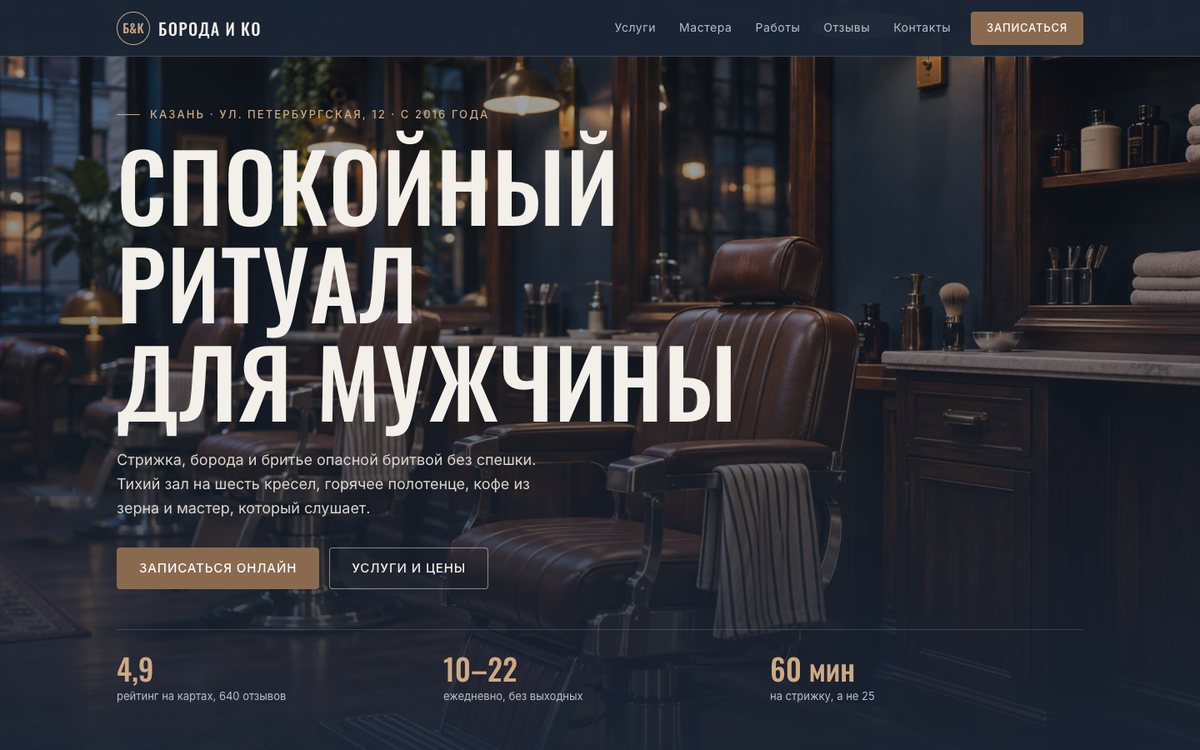 Б&К БОРОДА И КО
Услуги Мастера Работы Отзывы Контакты ЗАПИСАТЬСЯ
КАЗАНЬ · УЛ. ПЕТЕРБУРГСКАЯ, 12 · С 2016 ГОДА
СПОКОЙНЫЙ
РИТУАЛ
ДЛЯ МУЖЧИНЫ
Стрижка, борода и бритье опасной бритвой без спешки.
Тихий зал на шесть кресел, горячее полотенце, кофе из
зерна и мастер, который слушает.
ЗАПИСАТЬСЯ ОНЛАЙН УСЛУГИ И ЦЕНЫ
4,9 10–22 60 мин
рейтинг на картах, 640 отзывов ежедневно, без выходных на стрижку, а не 25